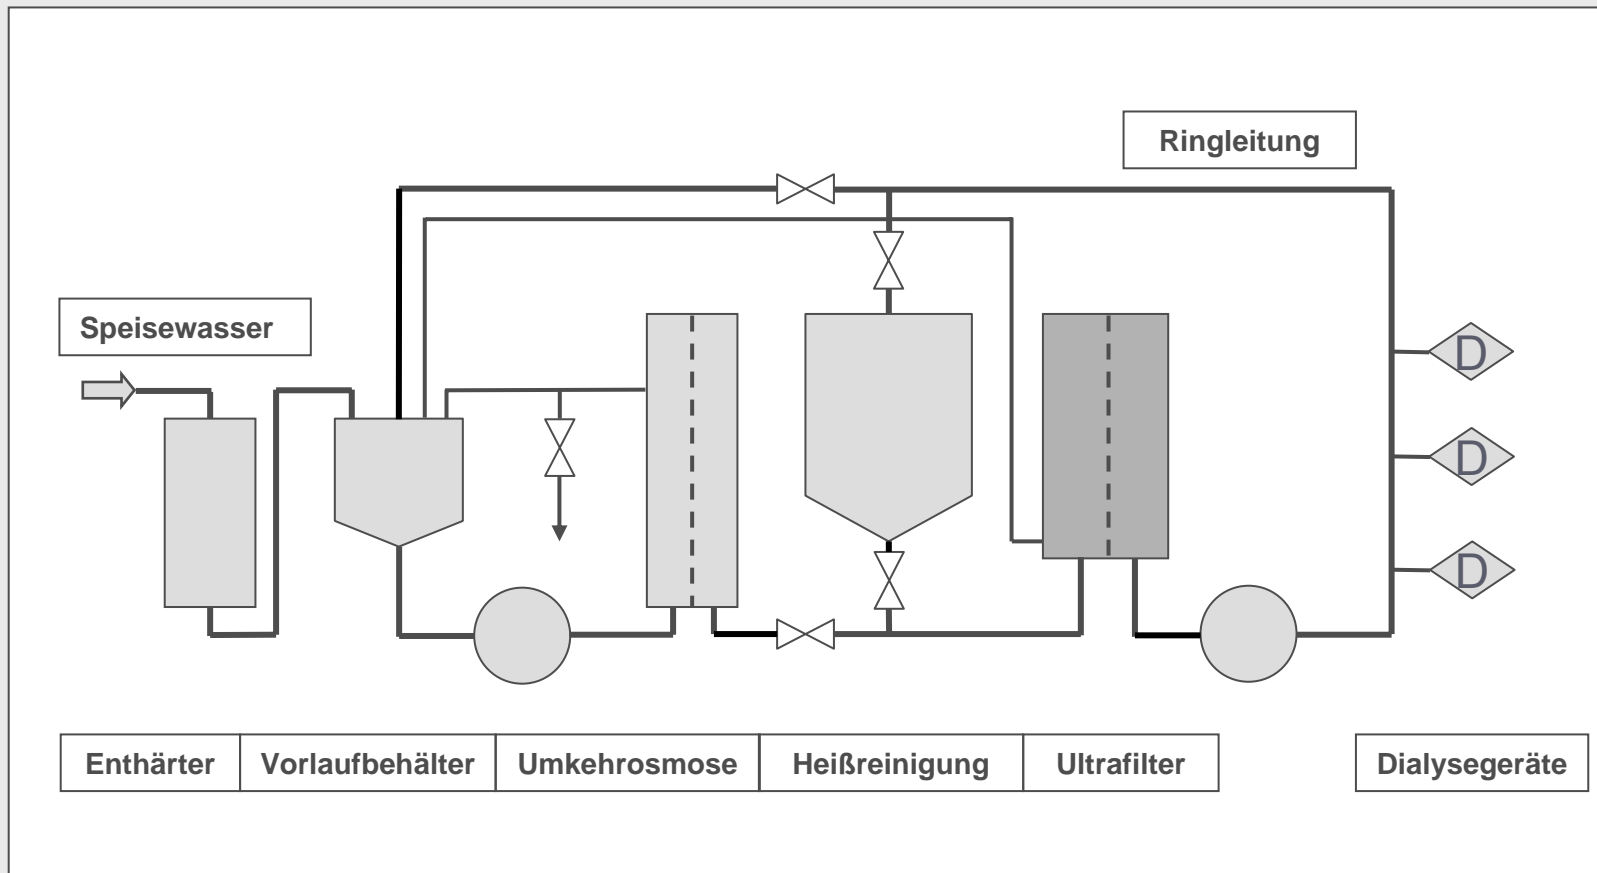 Ringleitung
Speisewasser
D
D
D
Enthärter
Vorlaufbehälter
Umkehrosmose
Heißreinigung
Ultrafilter
Dialysegeräte